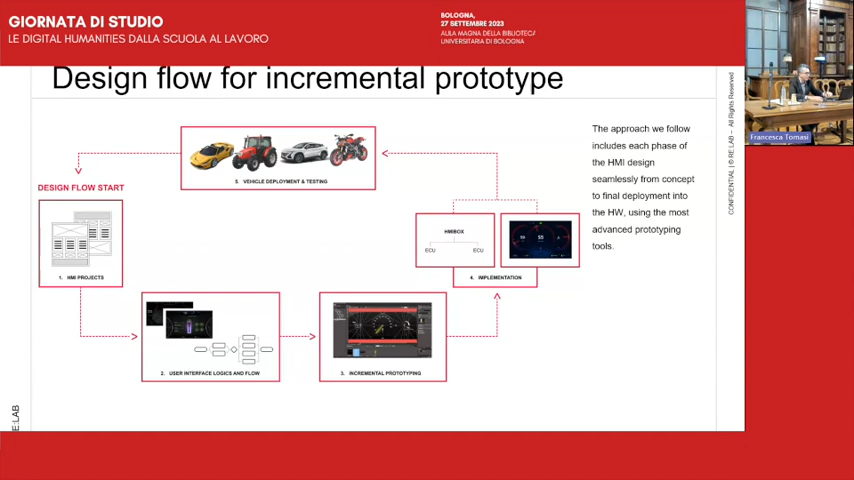 GIORNATA DI STUDIO
LE DIGITAL HUMANITIES DALLA SCUOLA AL LAVORO
BOLOGNA,
27 SETTEMBRE 2023
AULA MAGNA DELLA BIBLIOTECA
UNIVERSITARIA DI BOLOGNA
Francesca Tomasi
Design flow for incremental prototype
5. VEHICLE DEPLOYMENT & TESTING
DESIGN FLOW START
1. HMI PROJECTS
2. USER INTERFACE LOGICS AND FLOW
3. INCREMENTAL PROTOTYPING
HMIBOX
ECU
ECU
4. IMPLEMENTATION
The approach we follow
includes each phase of
the HMI design
seamlessly from concept
to final deployment into
the HW, using the most
advanced prototyping
tools.
CONFIDENTIAL | © RE:LAB – All Rights Reserved
RE:LAB